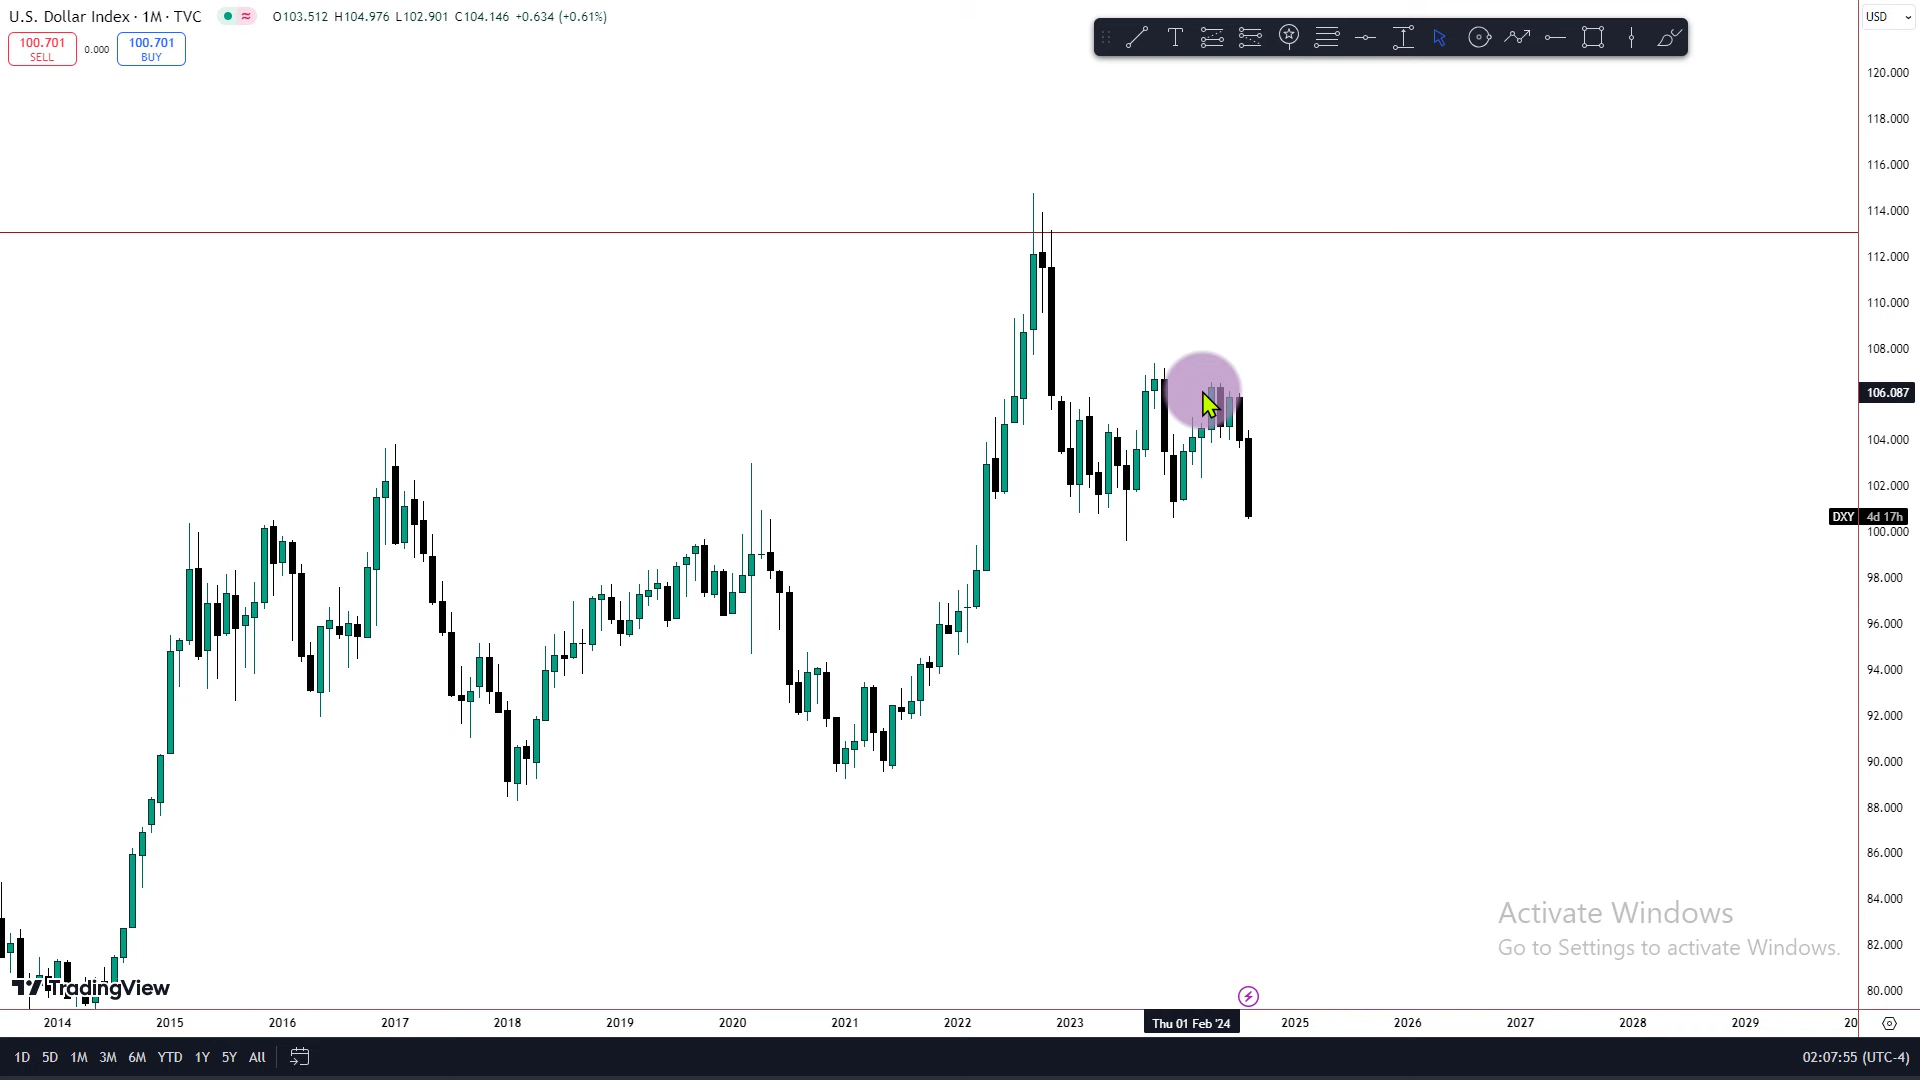 U.S. Dollar Index · 1M · TVC
O103.512 H104.976 L102.901 C104.146 +0.634 (+0.61%)
USD
100.701
SELL
0.000
100.701
BUY
120.000
118.000
116.000
114.000
112.000
110.000
108.000
106.087
104.000
102.000
DXY 4d 17h
100.000
98.000
96.000
94.000
92.000
90.000
88.000
86.000
84.000
82.000
80.000
Activate Windows
Go to Settings to activate Windows.
TradingView
2014 2015 2016 2017 2018 2019 2020 2021 2022 2023 Thu 01 Feb '24 2025 2026 2027 2028 2029 20
1D 5D 1M 3M 6M YTD 1Y 5Y All
02:07:55 (UTC-4)